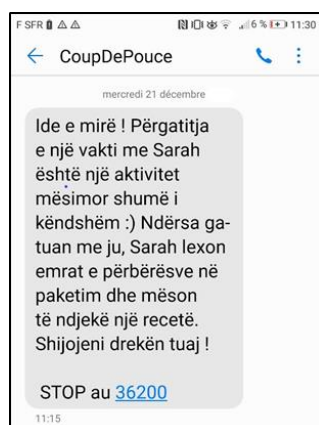 F SFR 6 % 11:30
CoupDePouce
mercredi 21 décembre
Ide e mirë ! Përgatitja
e një vakti me Sarah
është një aktivitet
mësimor shumë i
këndshëm :) Ndërsa ga-
tuan me ju, Sarah lexon
emrat e përbërësve në
paketim dhe mëson
të ndjekë një recetë.
Shijojeni drekën tuaj !
STOP au 36200
11:15